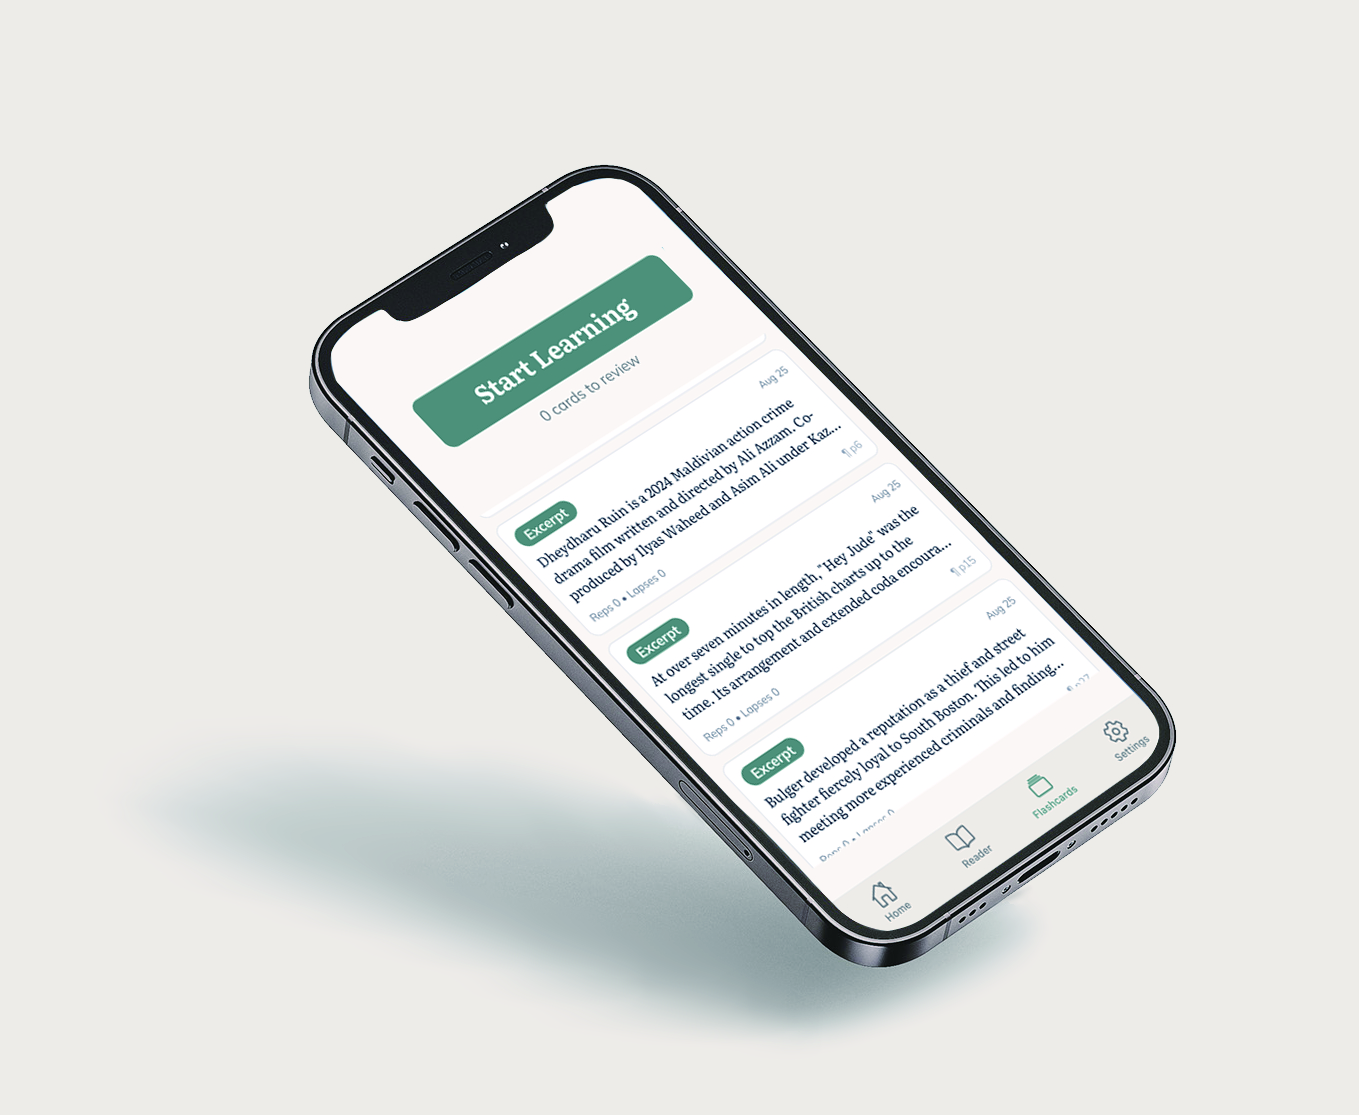 Start Learning
0 cards to review
Aug 25
Excerpt
Dheydharu Ruin is a 2024 Maldivian action crime
drama film written and directed by Ali Azzam. Co-
produced by Ilyas Waheed and Asim Ali under Kaz...
Reps 0 • Lapses 0
¶ p6
Aug 25
Excerpt
At over seven minutes in length, "Hey Jude" was the
longest single to top the British charts up to the
time. Its arrangement and extended coda encoura...
Reps 0 • Lapses 0
¶ p15
Aug 25
Excerpt
Bulger developed a reputation as a thief and street
fighter fiercely loyal to South Boston. This led to him
meeting more experienced criminals and finding...
Reps 0 • Lapses 0
Home
Reader
Flashcards
Settings